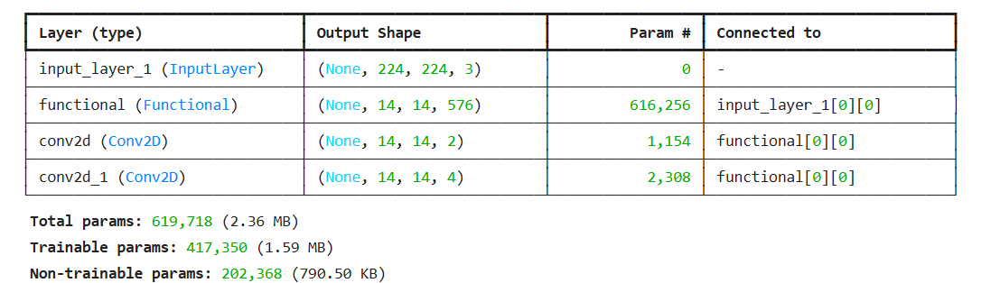 Layer (type) Output Shape Param # Connected to
input_layer_1 (InputLayer) (None, 224, 224, 3) 0 -
functional (Functional) (None, 14, 14, 576) 616,256 input_layer_1[0][0]
conv2d (Conv2D) (None, 14, 14, 2) 1,154 functional[0][0]
conv2d_1 (Conv2D) (None, 14, 14, 4) 2,308 functional[0][0]
Total params: 619,718 (2.36 MB)
Trainable params: 417,350 (1.59 MB)
Non-trainable params: 202,368 (790.50 KB)